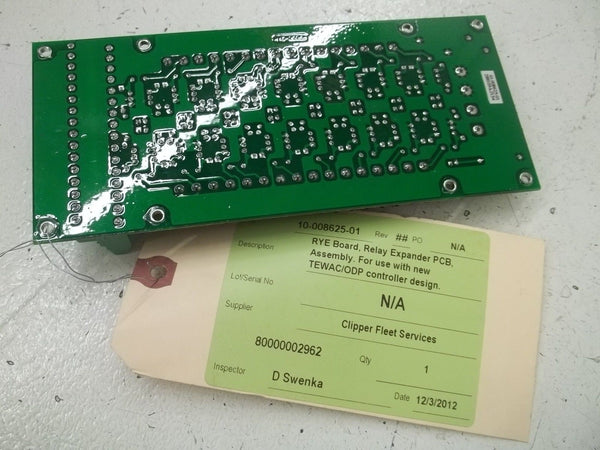 10-008625-01 Rev ## PO N/A
Description RYE Board, Relay Expander PCB,
Assembly. For use with new
TEWAC/ODP controller design.
Lot/Serial No N/A
Supplier Clipper Fleet Services
80000002962 Qty 1
Inspector D Swenka Date 12/3/2012